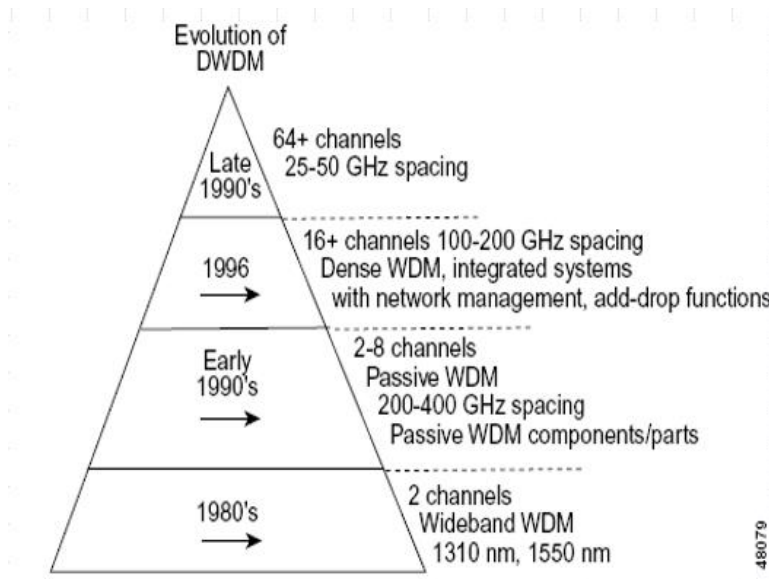 Evolution of
DWDM
64+ channels
25-50 GHz spacing
Late
1990's
16+ channels 100-200 GHz spacing
Dense WDM, integrated systems
with network management, add-drop functions
1996
2-8 channels
Passive WDM
200-400 GHz spacing
Passive WDM components/parts
Early
1990's
2 channels
Wideband WDM
1310 nm, 1550 nm
1980's
48079